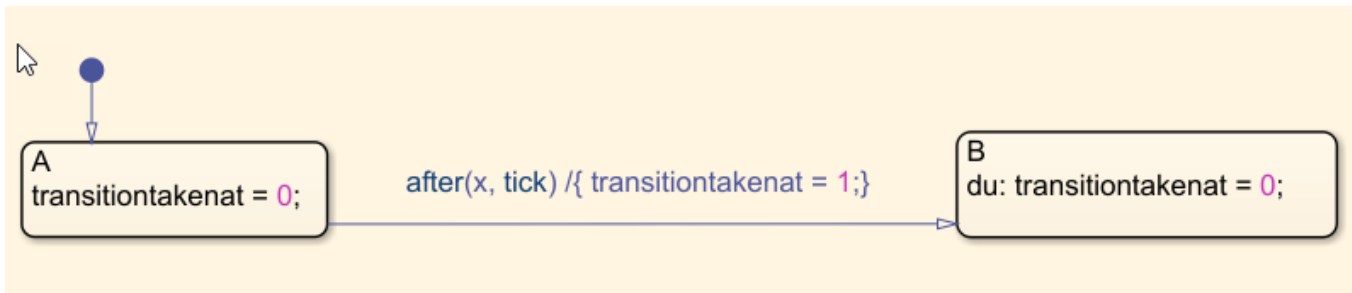 A
transitiontakenat = 0;
after(x, tick) /{ transitiontakenat = 1;}
B
du: transitiontakenat = 0;